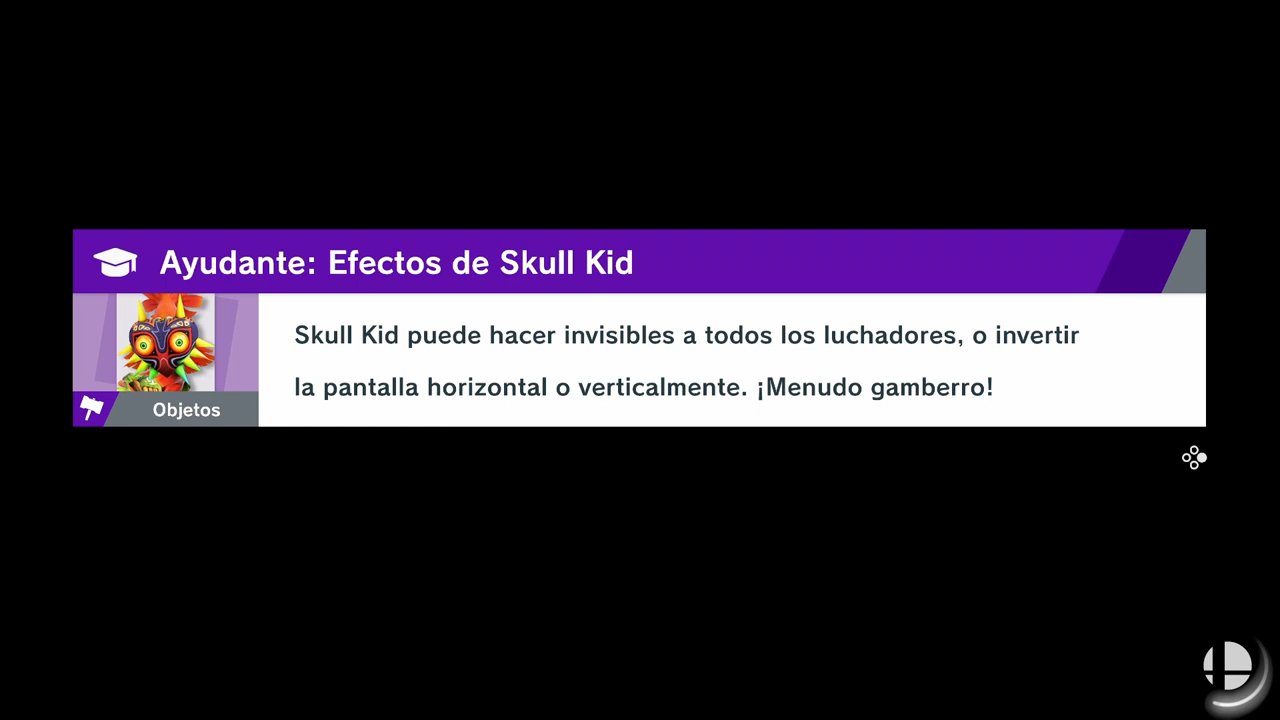 Ayudante: Efectos de Skull Kid
Skull Kid puede hacer invisibles a todos los luchadores, o invertir
la pantalla horizontal o verticalmente. ¡Menudo gamberro!
Objetos